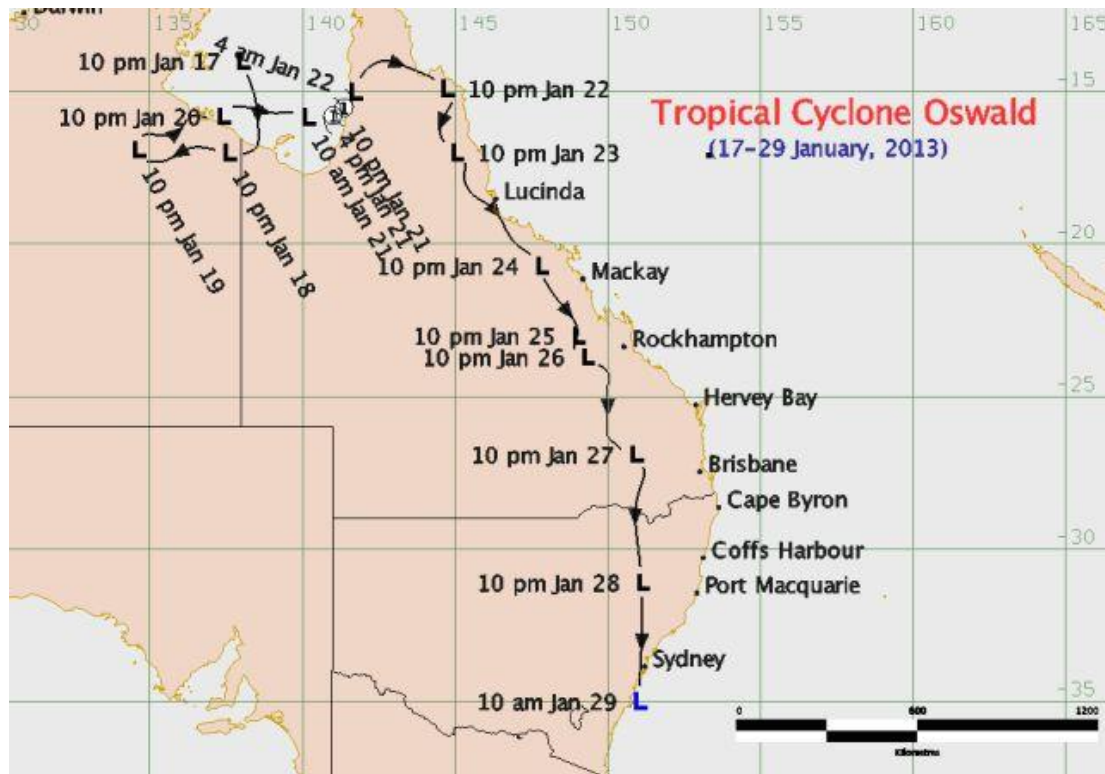 Darwin
30
135
140
145
150
155
160
165
10 pm Jan 17
4 am Jan 22
15
L
L
10 pm Jan 22
10 pm Jan 20
L
L
1
1
Tropical Cyclone Oswald
(17-29 January, 2013)
L
L
L
10 pm Jan 23
10 pm Jan 19
10 pm Jan 18
10 am Jan 21
4 pm Jan 21
10 pm Jan 21
Lucinda
20
10 pm Jan 24
L
Mackay
10 pm Jan 25
L
Rockhampton
10 pm Jan 26
L
25
Hervey Bay
10 pm Jan 27
L
Brisbane
Cape Byron
30
Coffs Harbour
10 pm Jan 28
L
Port Macquarie
Sydney
35
10 am Jan 29
L
0
600
1200
Kilometres